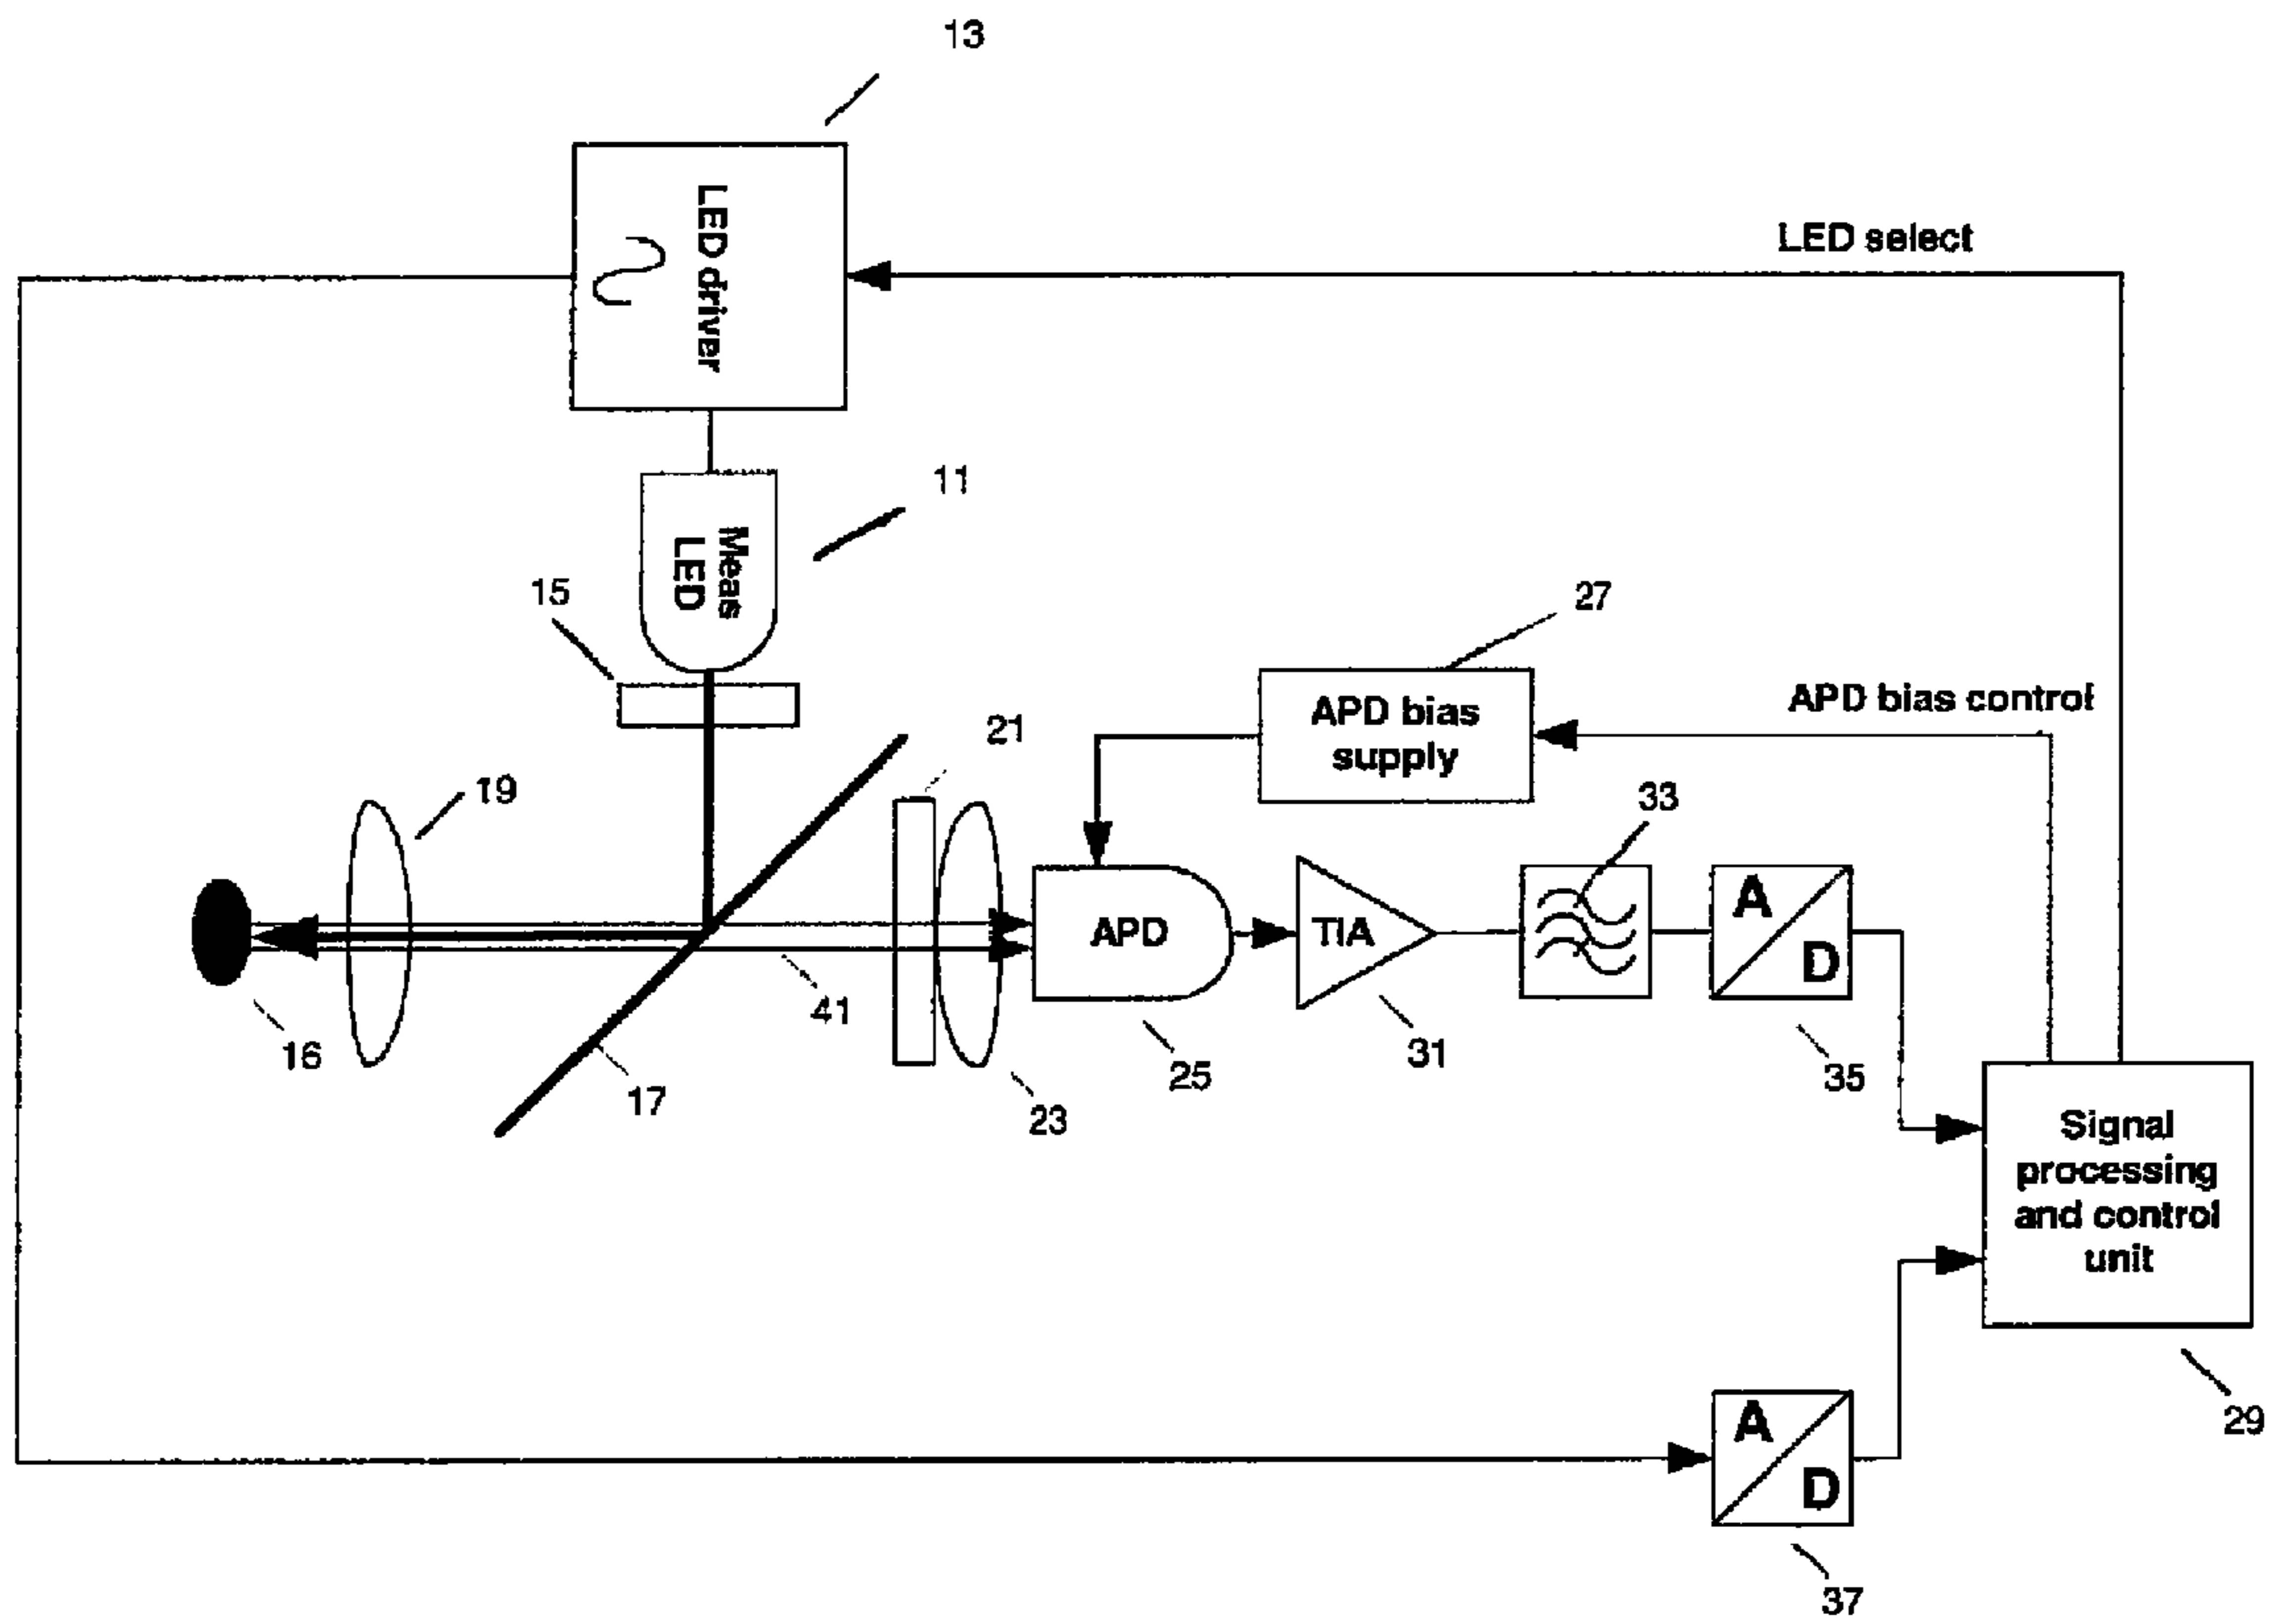 13
LED driver
LED select
11
Meas
LED
15
27
APD bias
supply
APD bias control
21
19
33
A
D
APD
TIA
41
16
17
23
25
31
35
Signal
processing
and control
unit
29
A
D
37